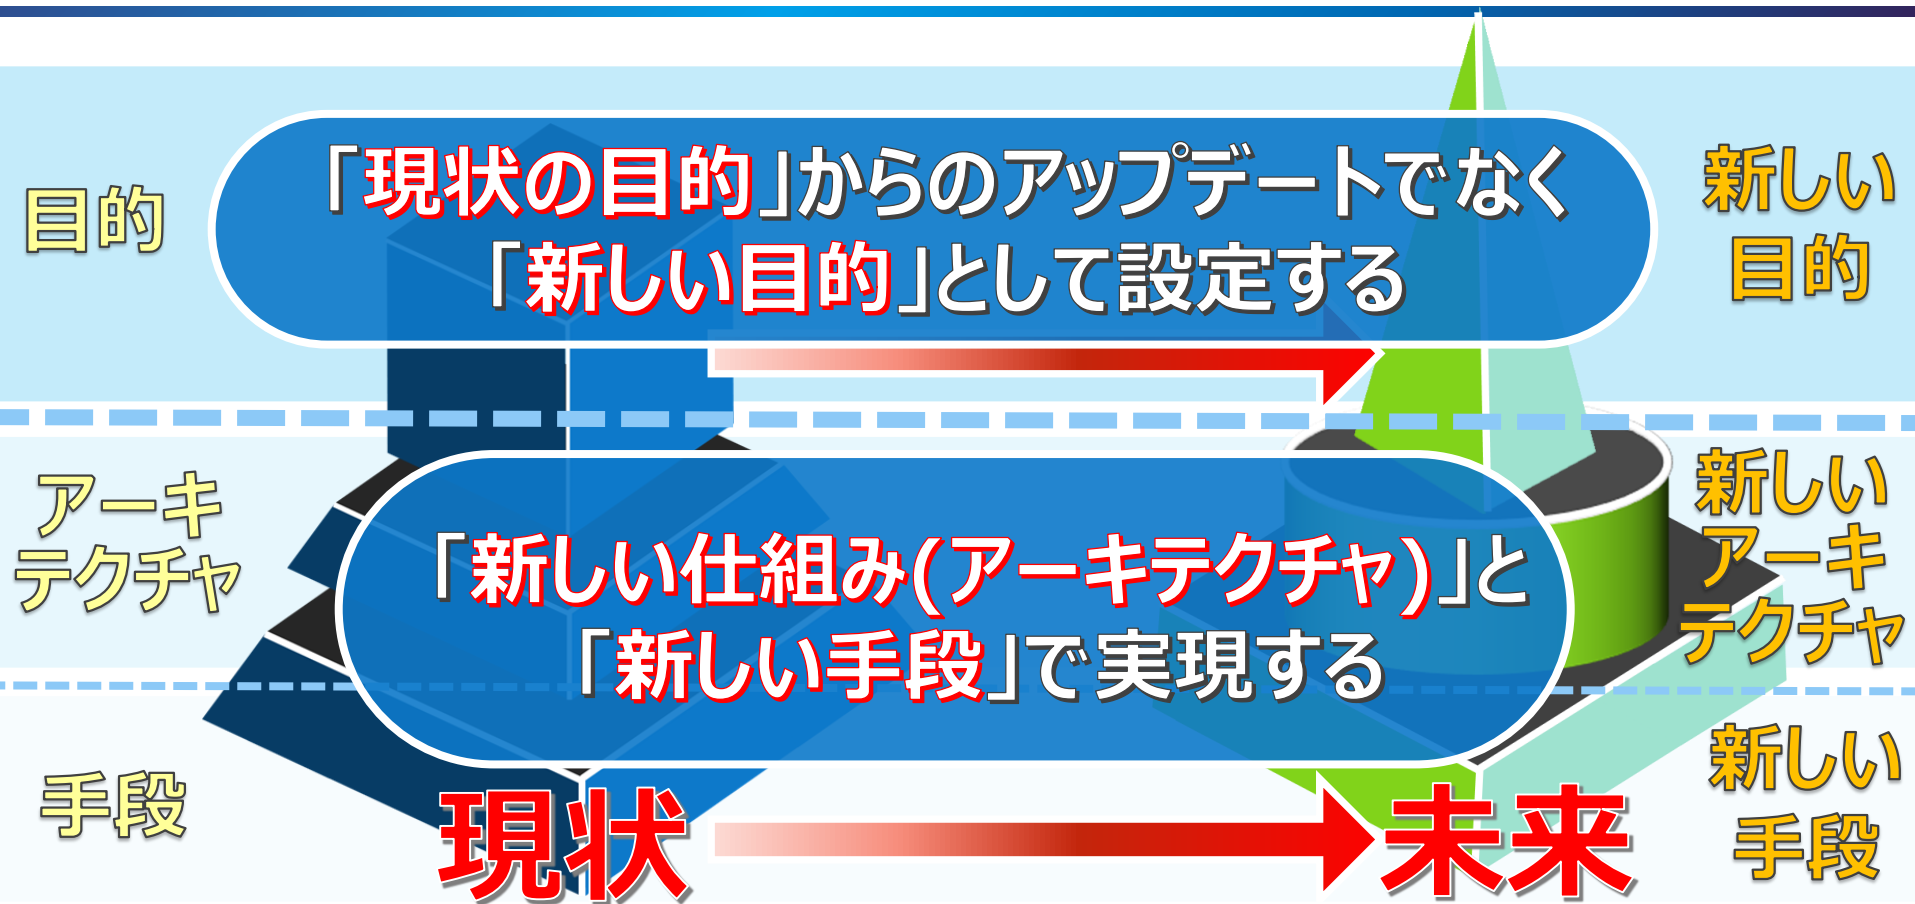 目的
「現状の目的」からのアップデートでなく
「新しい目的」として設定する
新しい
目的
アーキ
テクチャ
「新しい仕組み(アーキテクチャ)」と
「新しい手段」で実現する
新しい
アーキ
テクチャ
手段
現状
未来
新しい
手段